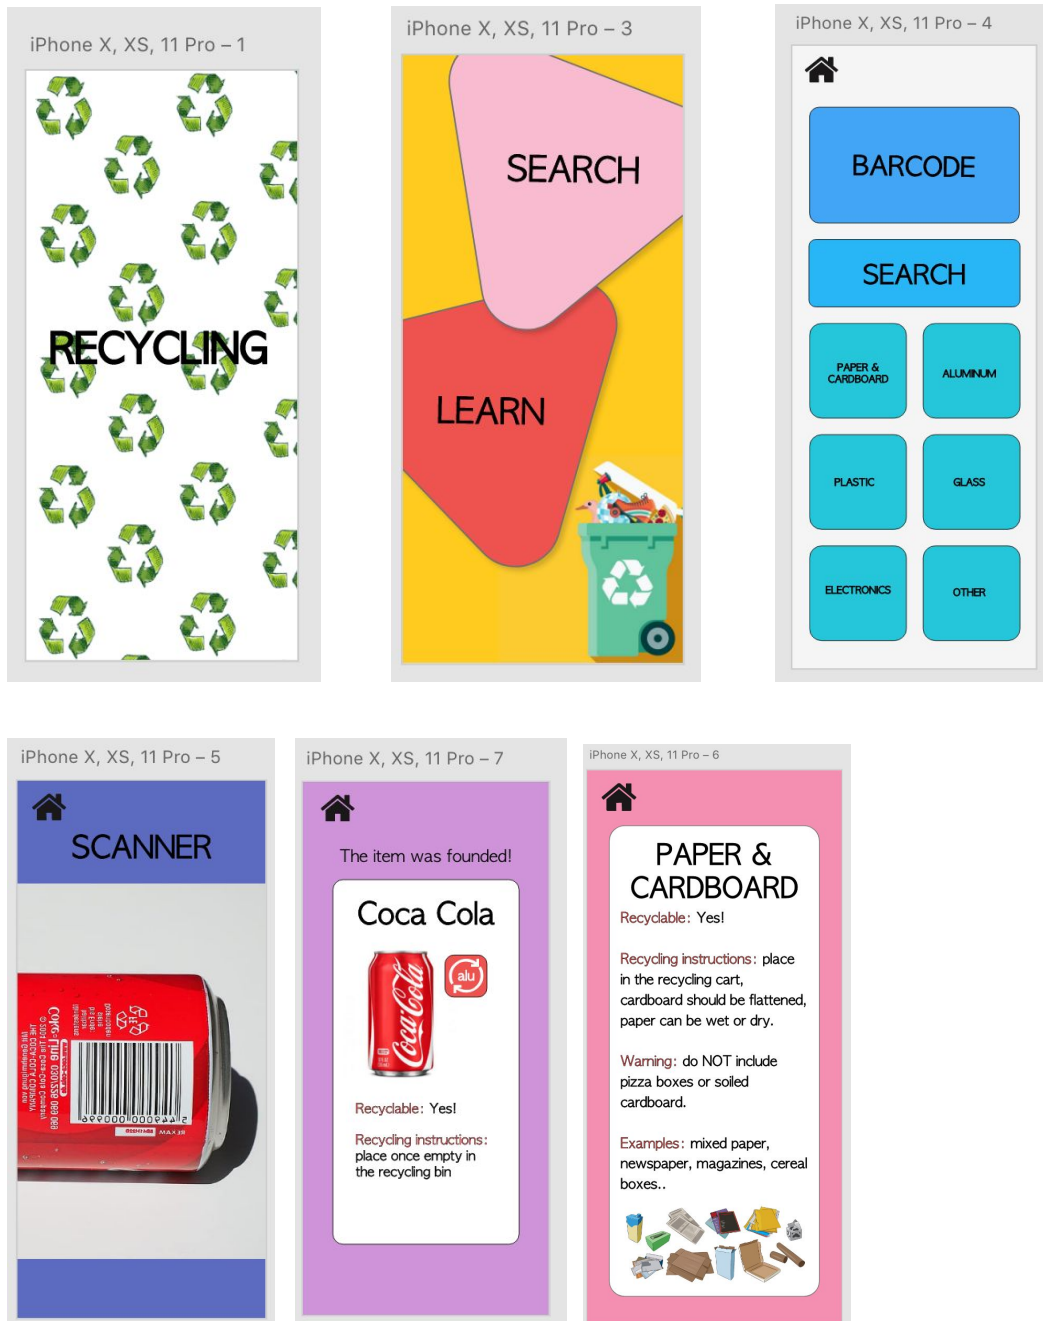 iPhone X, XS, 11 Pro – 1
RECYCLING
iPhone X, XS, 11 Pro – 3
SEARCH
LEARN
iPhone X, XS, 11 Pro – 4
BARCODE
SEARCH
PAPER &
CARDBOARD
ALUMINUM
PLASTIC
GLASS
ELECTRONICS
OTHER
iPhone X, XS, 11 Pro – 5
SCANNER
iPhone X, XS, 11 Pro – 7
The item was founded!
Coca Cola
Coca-Cola
alu
Recyclable: Yes!
Recycling instructions:
place once empty in
the recycling bin
iPhone X, XS, 11 Pro – 6
PAPER &
CARDBOARD
Recyclable: Yes!
Recycling instructions: place
in the recycling cart,
cardboard should be flattened,
paper can be wet or dry.
Warning: do NOT include
pizza boxes or soiled
cardboard.
Examples: mixed paper,
newspaper, magazines, cereal
boxes..